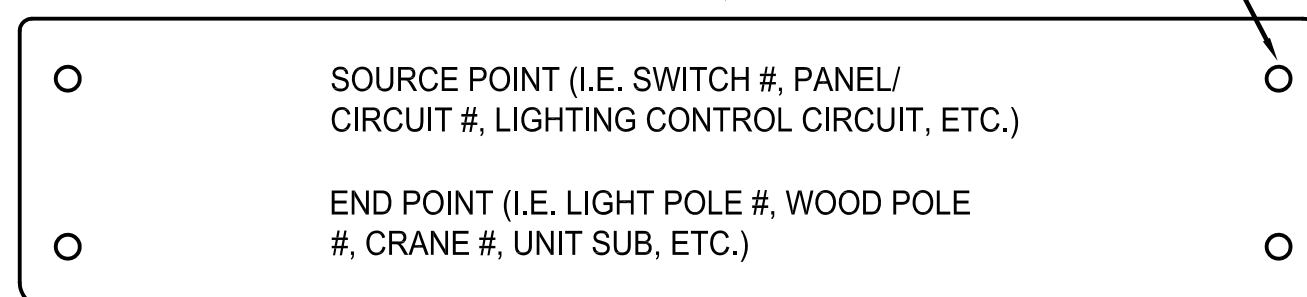 SOURCE POINT (I.E. SWITCH #, PANEL/
CIRCUIT #, LIGHTING CONTROL CIRCUIT, ETC.)
END POINT (I.E. LIGHT POLE #, WOOD POLE
#, CRANE #, UNIT SUB, ETC.)